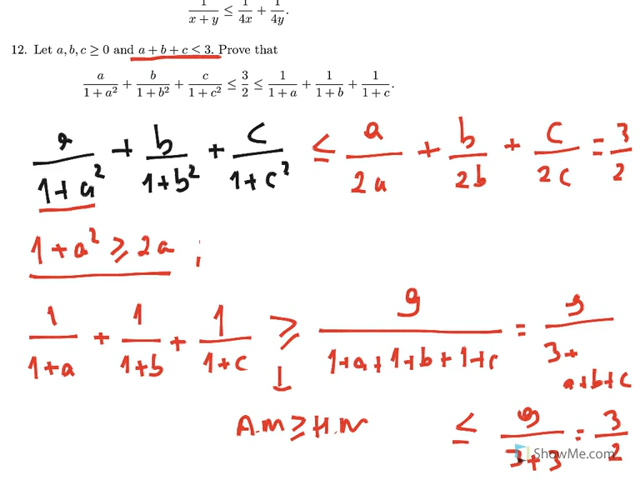 1/(x + y) ≤ 1/(4x) + 1/(4y).
12. Let a, b, c ≥ 0 and a + b + c ≤ 3. Prove that
a/(1 + a²) + b/(1 + b²) + c/(1 + c²) ≤ 3/2 ≤ 1/(1 + a) + 1/(1 + b) + 1/(1 + c).
a/(1 + a²) + b/(1 + b²) + c/(1 + c²) ≤ a/2a + b/2b + c/2c = 3/2
1 + a² ≥ 2a ;
1/(1+a) + 1/(1+b) + 1/(1+c) ≥ 9/(1+a+1+b+1+c) = 9/(3+a+b+c)
A.M ≥ H.M ≤ 9/(3+3) = 3/2
ShowMe.com